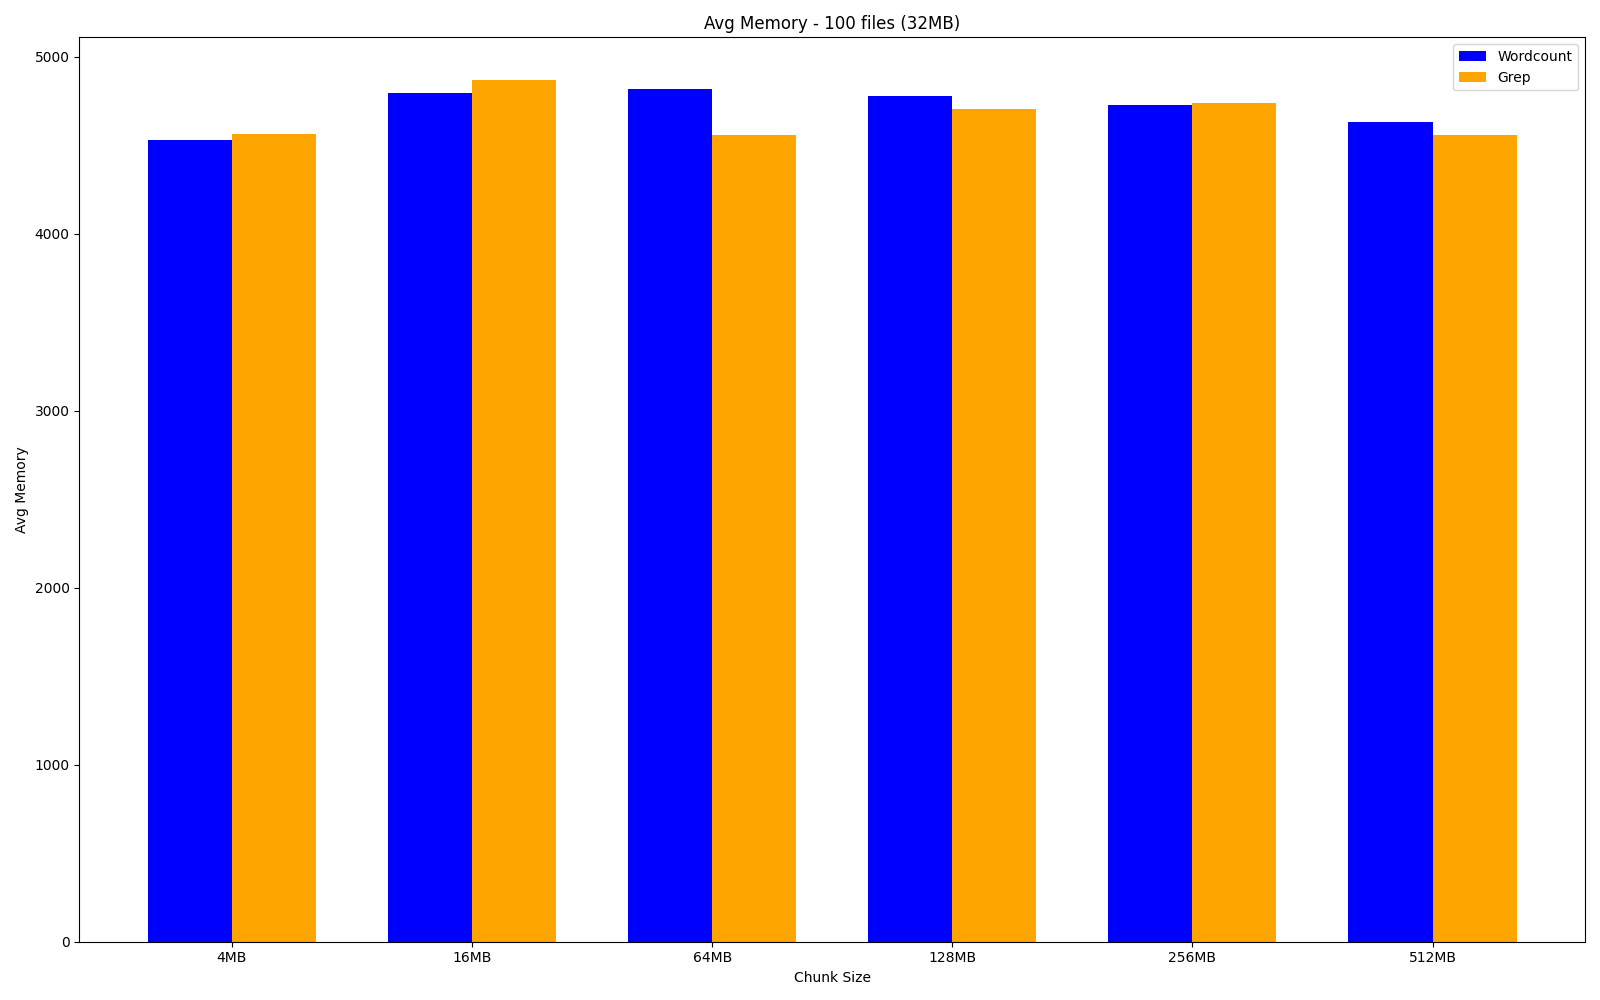 Avg Memory - 100 files (32MB)
Wordcount
Grep
Avg Memory
5000
4000
3000
2000
1000
0
4MB 16MB 64MB 128MB 256MB 512MB
Chunk Size